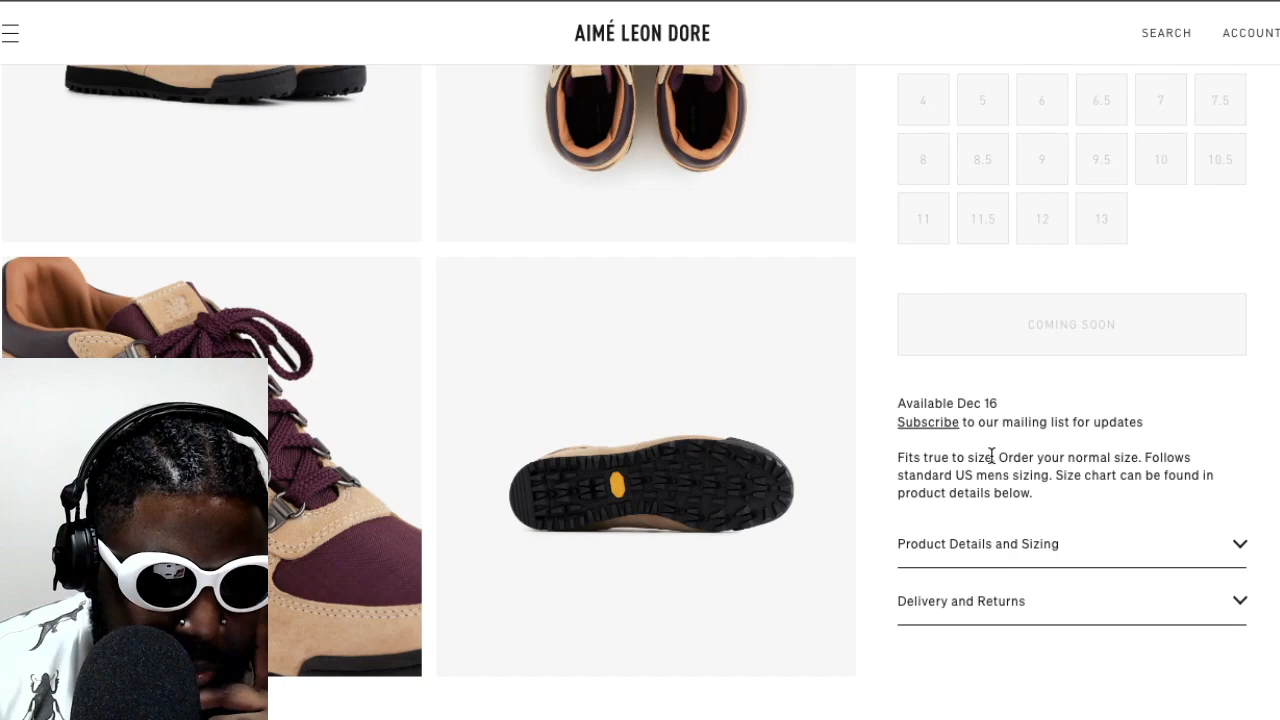 AIMÉ LEON DORE
SEARCH
ACCOUNT
4
5
6
6.5
7
7.5
8
8.5
9
9.5
10
10.5
11
11.5
12
13
COMING SOON
Available Dec 16
Subscribe to our mailing list for updates
Fits true to size. Order your normal size. Follows
standard US mens sizing. Size chart can be found in
product details below.
Product Details and Sizing
Delivery and Returns